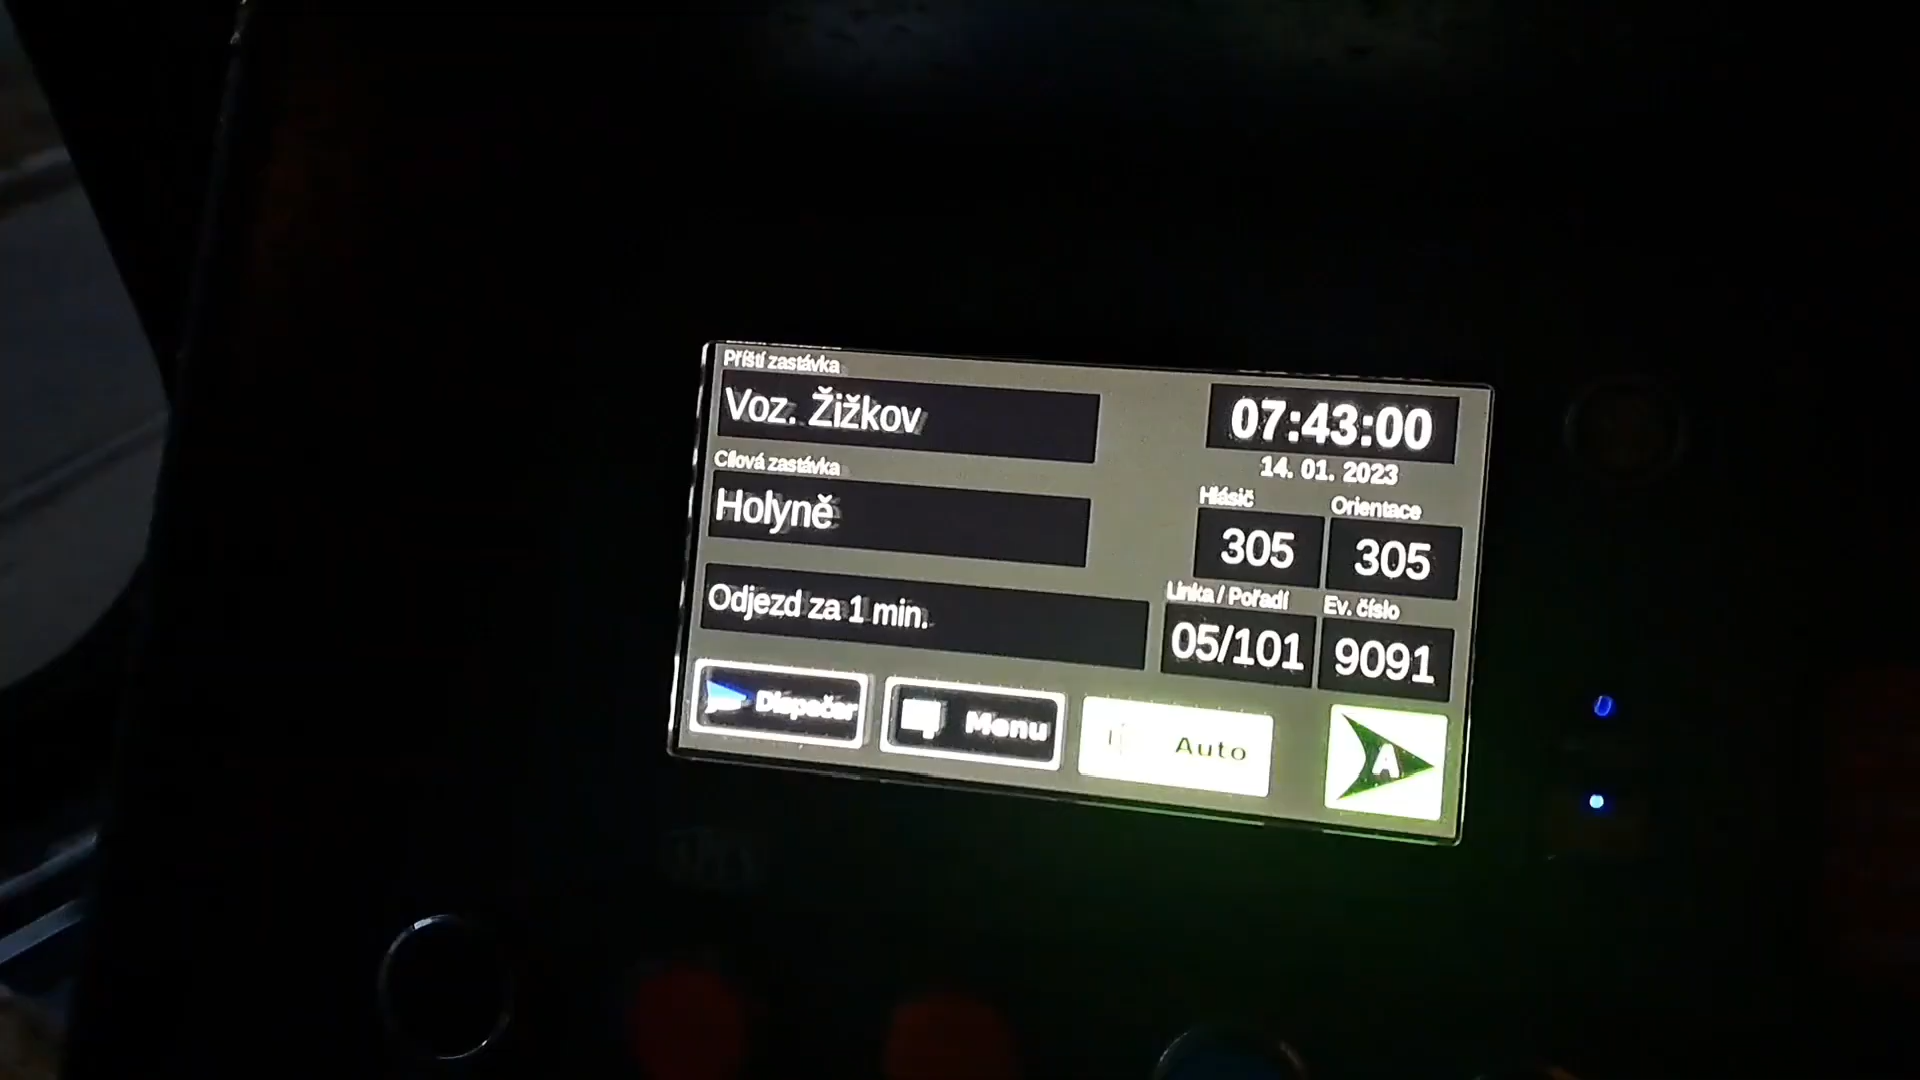 Příští zastávka
Voz. Žižkov
07:43:00
14. 01. 2023
Cílová zastávka
Holyně
Hlásič
Orientace
305
305
Odjezd za 1 min.
Linka / Pořadí
Ev. číslo
05/101
9091
Dispečer
Menu
Auto
A